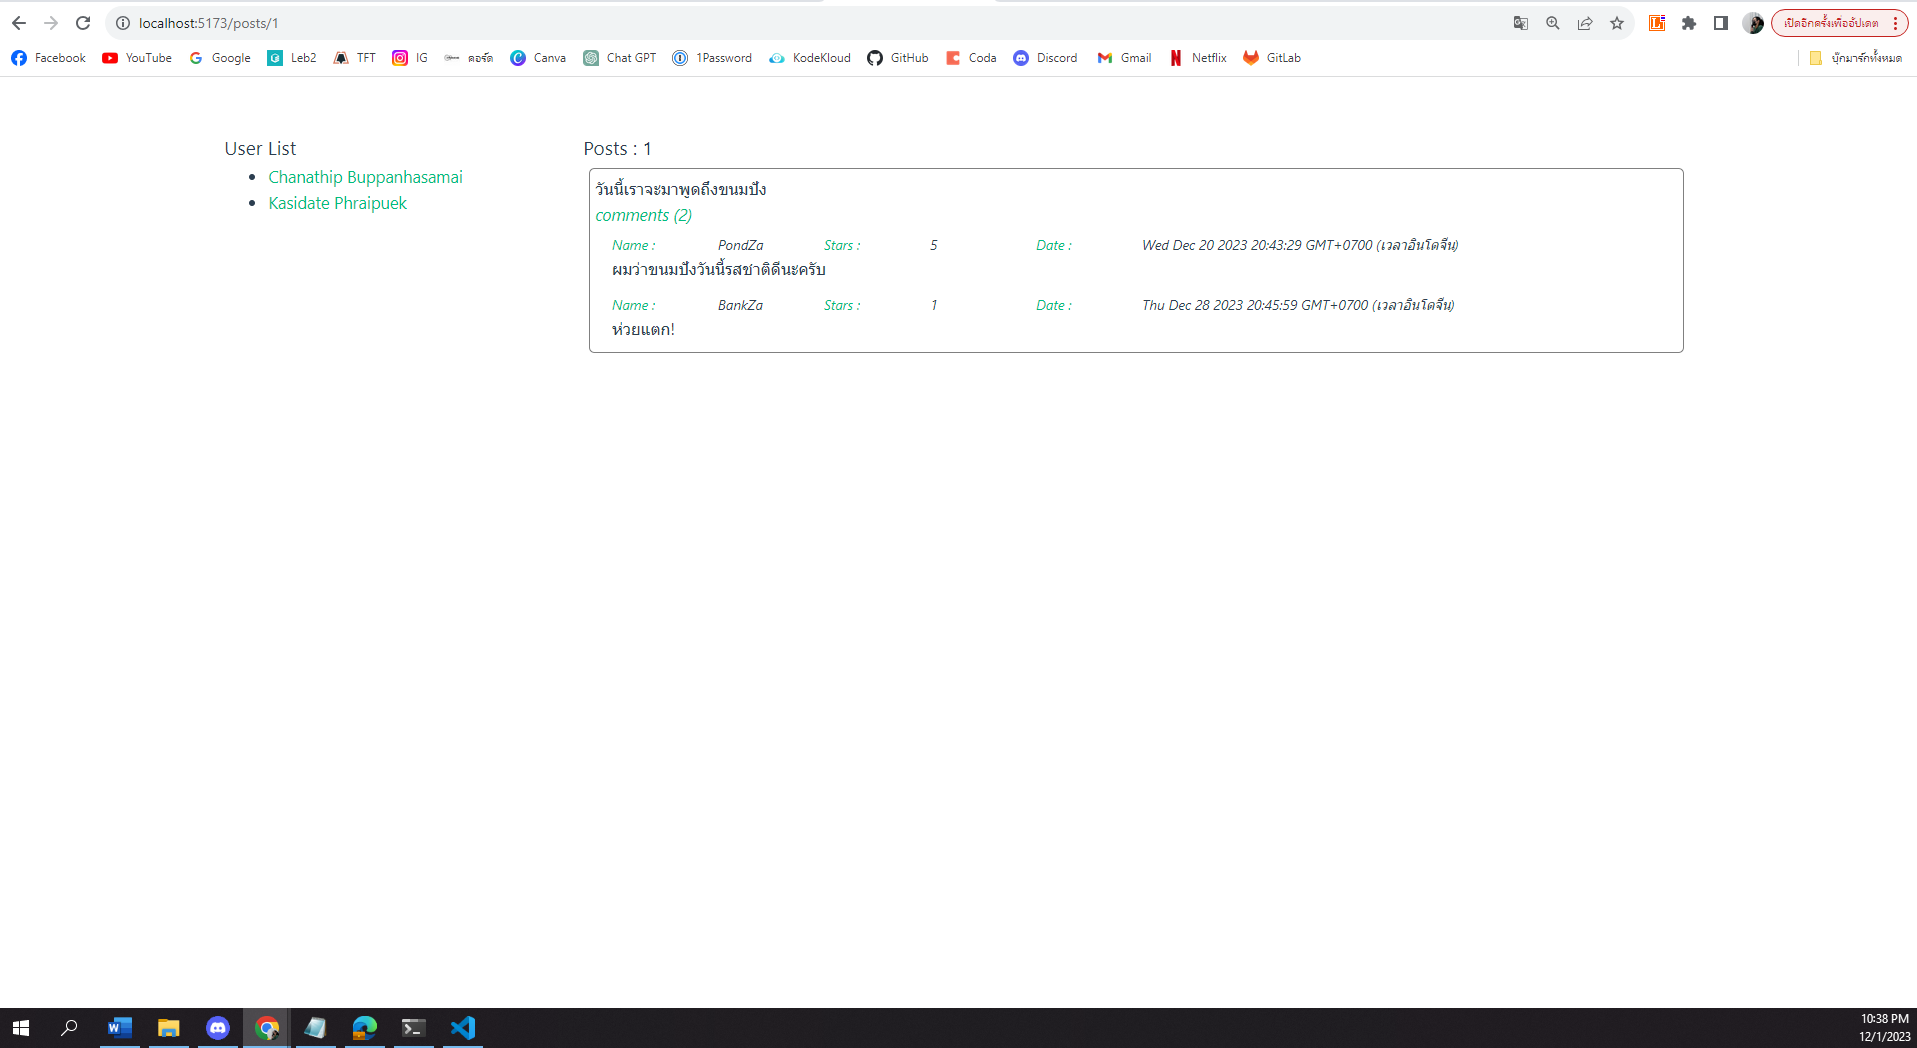 localhost:5173/posts/1
เปิดอีกครั้งเพื่ออัปเดต
Facebook YouTube Google Leb2 TFT IG คอร์ด Canva Chat GPT 1Password KodeKloud GitHub Coda Discord Gmail Netflix GitLab บุ๊กมาร์กทั้งหมด
User List
Chanathip Buppanhasamai
Kasidate Phraipuek
Posts : 1
วันนี้เราจะมาพูดถึงขนมปัง
comments (2)
Name : PondZa Stars : 5 Date : Wed Dec 20 2023 20:43:29 GMT+0700 (เวลาอินโดจีน)
ผมว่าขนมปังวันนี้รสชาติดีนะครับ
Name : BankZa Stars : 1 Date : Thu Dec 28 2023 20:45:59 GMT+0700 (เวลาอินโดจีน)
ห่วยแตก!
10:38 PM
12/1/2023